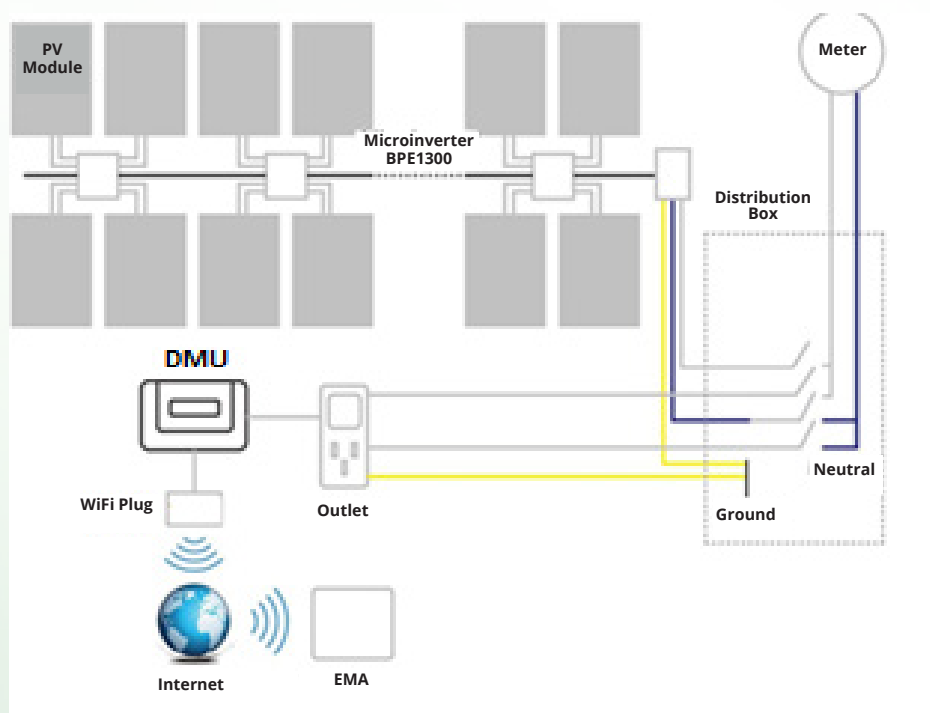 PV
Module
Meter
Microinverter
BPE1300
Distribution
Box
DMU
WiFi Plug
Outlet
Neutral
Ground
Internet
EMA